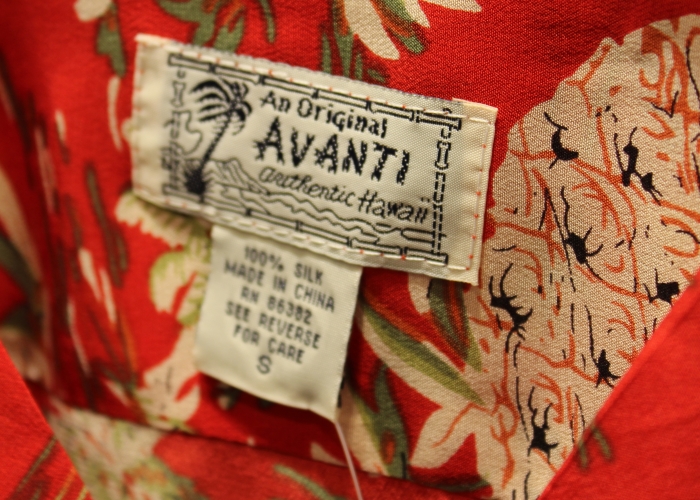 An Original
AVANTI
authentic Hawaii
100% SILK
MADE IN CHINA
RN 86382
SEE REVERSE
FOR CARE
S